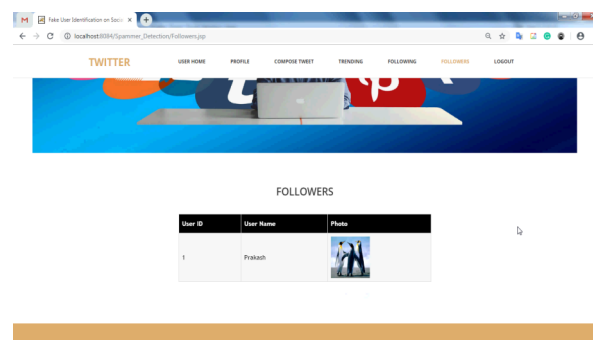 Fake User Identification on Socia
localhost:8084/Spammer_Detection/Followers.jsp
TWITTER USER HOME PROFILE COMPOSE TWEET TRENDING FOLLOWING FOLLOWERS LOGOUT
FOLLOWERS
User ID User Name Photo
1 Prakash